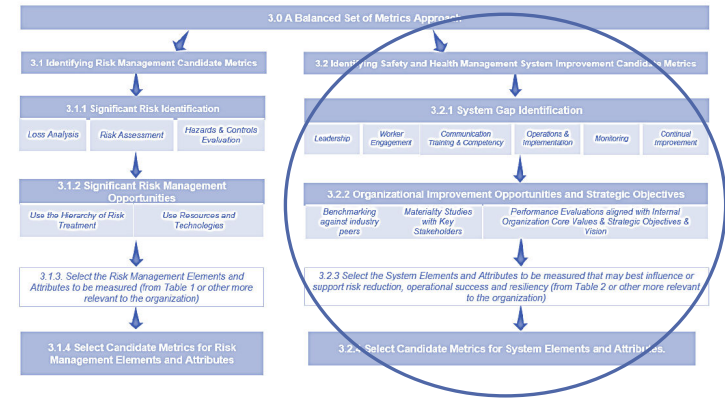 3.0 A Balanced Set of Metrics Approach
3.1 Identifying Risk Management Candidate Metrics
3.1.1 Significant Risk Identification
Loss Analysis
Risk Assessment
Hazards & Controls
Evaluation
3.1.2 Significant Risk Management
Opportunities
Use the Hierarchy of Risk
Treatment
Use Resources and
Technologies
3.1.3. Select the Risk Management Elements and
Attributes to be measured (from Table 1 or other more
relevant to the organization)
3.1.4 Select Candidate Metrics for Risk
Management Elements and Attributes
3.2 Identifying Safety and Health Management System Improvement Candidate Metrics
3.2.1 System Gap Identification
Leadership
Worker
Engagement
Communication
Training & Competency
Operations &
Implementation
Monitoring
Continual
Improvement
3.2.2 Organizational Improvement Opportunities and Strategic Objectives
Benchmarking
against industry
peers
Materiality Studies
with Key
Stakeholders
Performance Evaluations aligned with Internal
Organization Core Values & Strategic Objectives &
Vision
3.2.3 Select the System Elements and Attributes to be measured that may best influence or
support risk reduction, operational success and resiliency (from Table 2 or other more relevant
to the organization)
3.2.4 Select Candidate Metrics for System Elements and Attributes.